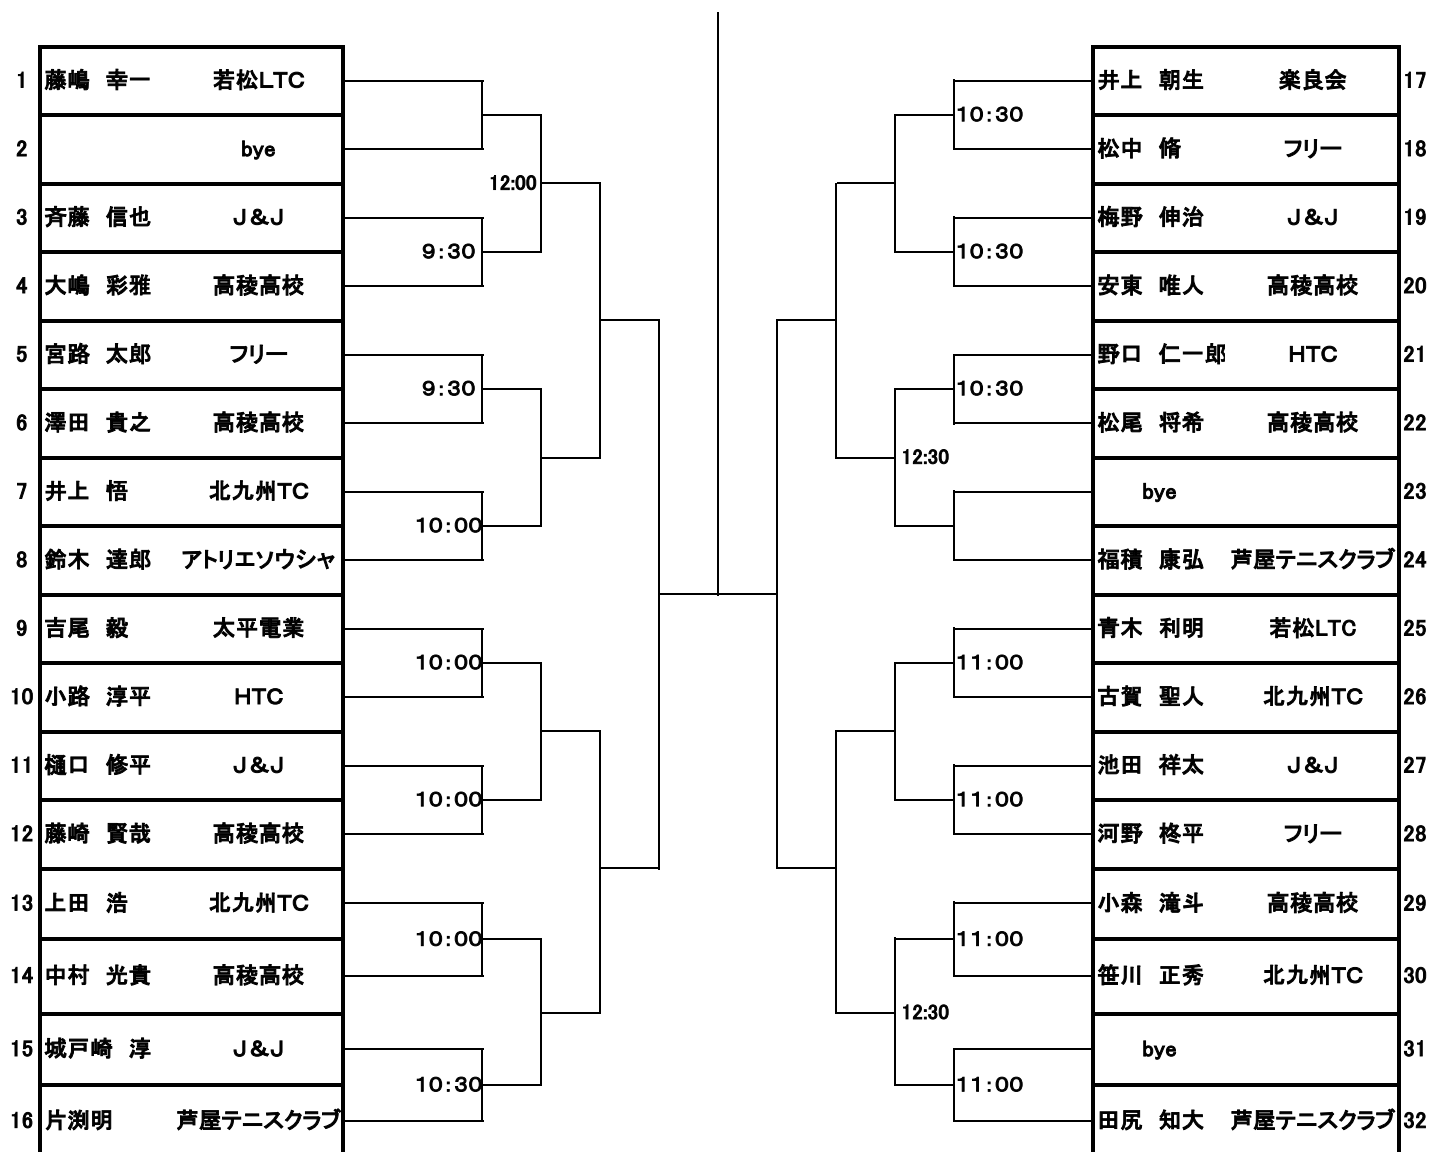 1 藤嶋 幸一 若松LTC
2 bye
12:00
3 斉藤 信也 J&J
9:30
4 大嶋 彩雅 高稜高校
5 宮路 太郎 フリー
9:30
6 澤田 貴之 高稜高校
7 井上 悟 北九州TC
10:00
8 鈴木 達郎 アトリエソウシャ
9 吉尾 毅 太平電業
10:00
10 小路 淳平 HTC
11 樋口 修平 J&J
10:00
12 藤崎 賢哉 高稜高校
13 上田 浩 北九州TC
10:00
14 中村 光貴 高稜高校
15 城戸崎 淳 J&J
10:30
16 片渕明 芦屋テニスクラブ
井上 朝生 楽良会 17
10:30
松中 脩 フリー 18
梅野 伸治 J&J 19
10:30
安東 唯人 高稜高校 20
野口 仁一郎 HTC 21
10:30
松尾 将希 高稜高校 22
12:30
bye 23
福積 康弘 芦屋テニスクラブ 24
青木 利明 若松LTC 25
11:00
古賀 聖人 北九州TC 26
池田 祥太 J&J 27
11:00
河野 柊平 フリー 28
小森 滝斗 高稜高校 29
11:00
笹川 正秀 北九州TC 30
12:30
bye 31
11:00
田尻 知大 芦屋テニスクラブ 32